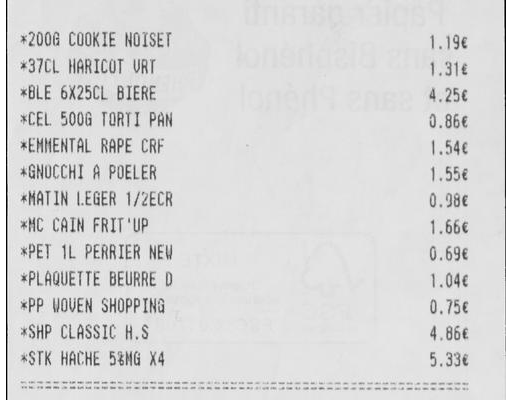 *200G COOKIE NOISET 1.19€
*37CL HARICOT VRT 1.31€
*BLE 6X25CL BIERE 4.25€
*CEL 500G TORTI PAN 0.86€
*EMMENTAL RAPE CRF 1.54€
*GNOCCHI A POELER 1.55€
*MATIN LEGER 1/2ECR 0.98€
*MC CAIN FRIT'UP 1.66€
*PET 1L PERRIER NEW 0.69€
*PLAQUETTE BEURRE D 1.04€
*PP WOVEN SHOPPING 0.75€
*SHP CLASSIC H.S 4.86€
*STK HACHE 5%MG X4 5.33€
Papier garanti
sans Bisphenol
et sans Phénol